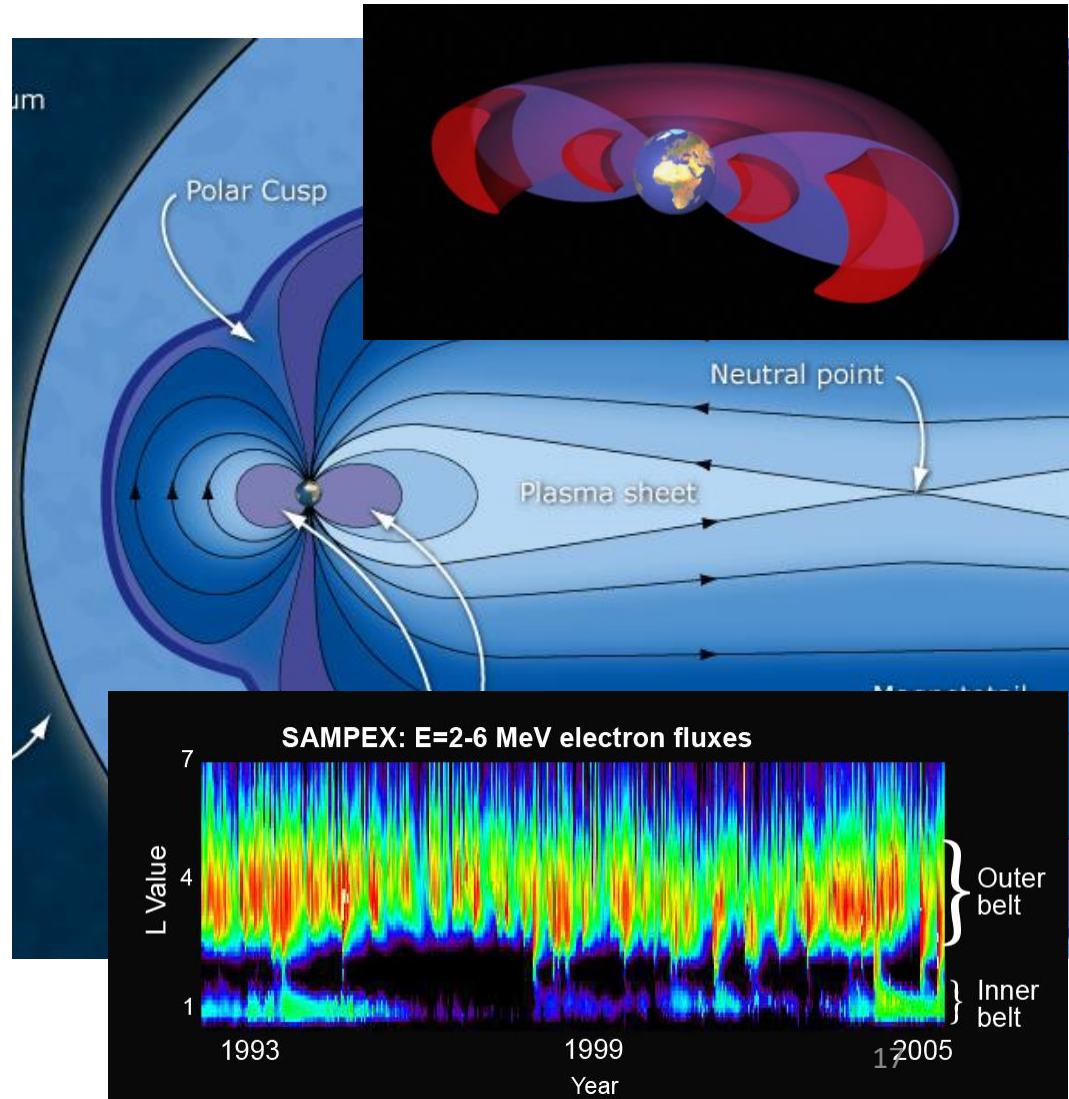 um
Polar Cusp
Neutral point
Plasma sheet
SAMPEX: E=2-6 MeV electron fluxes
7
4
1
L Value
Outer
belt
Inner
belt
1993
1999
2005
17
Year